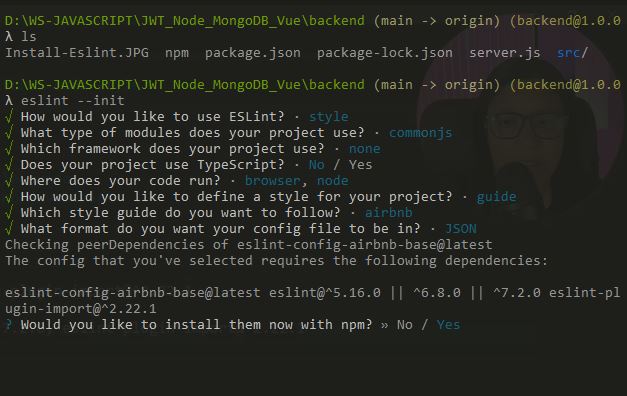 D:\WS-JAVASCRIPT\JWT_Node_MongoDB_Vue\backend (main -> origin) (backend@1.0.0
λ ls
Install-Eslint.JPG  npm  package.json  package-lock.json  server.js  src/
D:\WS-JAVASCRIPT\JWT_Node_MongoDB_Vue\backend (main -> origin) (backend@1.0.0
λ eslint --init
√ How would you like to use ESLint? · style
√ What type of modules does your project use? · commonjs
√ Which framework does your project use? · none
√ Does your project use TypeScript? · No / Yes
√ Where does your code run? · browser, node
√ How would you like to define a style for your project? · guide
√ Which style guide do you want to follow? · airbnb
√ What format do you want your config file to be in? · JSON
Checking peerDependencies of eslint-config-airbnb-base@latest
The config that you've selected requires the following dependencies:
eslint-config-airbnb-base@latest eslint@^5.16.0 || ^6.8.0 || ^7.2.0 eslint-pl
ugin-import@^2.22.1
? Would you like to install them now with npm? » No / Yes